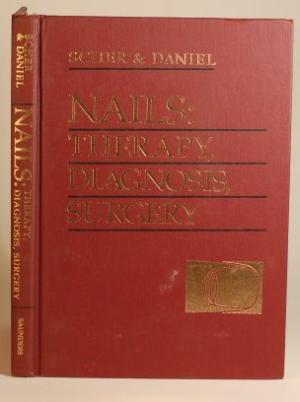 SCHER
& DANIEL
NAILS: THERAPY,
DIAGNOSIS, SURGERY
SAUNDERS
SCHER & DANIEL
NAILS:
THERAPY,
DIAGNOSIS,
SURGERY